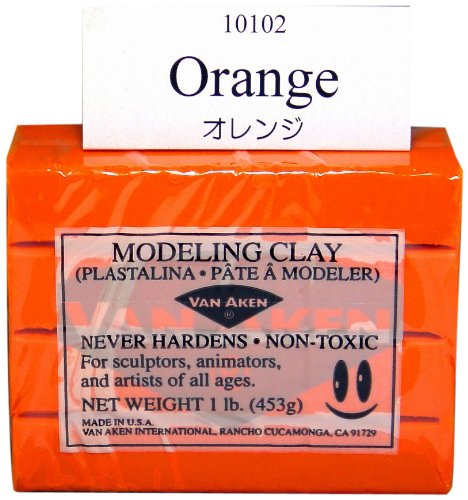 10102
Orange
オレンジ
MODELING CLAY
(PLASTALINA • PÂTE Â MODELER)
VAN AKEN
®
VAN AKEN
NEVER HARDENS • NON-TOXIC
For sculptors, animators,
and artists of all ages.
NET WEIGHT 1 lb. (453g)
MADE IN U.S.A.
VAN AKEN INTERNATIONAL, RANCHO CUCAMONGA, CA 91729